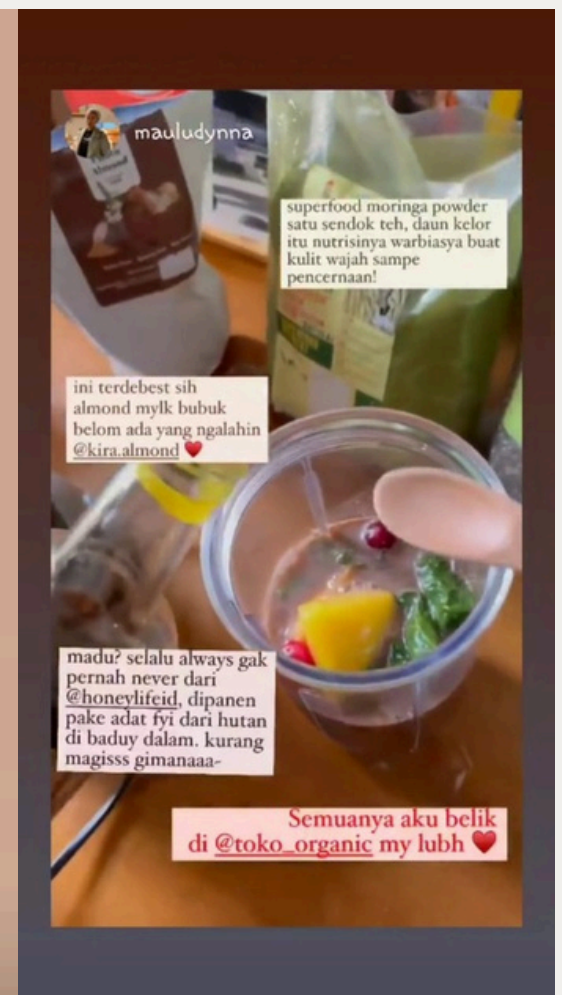 mauludynna
Almond
superfood moringa powder
satu sendok teh, daun kelor
itu nutrisinya warbiasya buat
kulit wajah sampe
pencernaan!
ini terdebest sih
almond mylk bubuk
belom ada yang ngalahin
@kira.almond ❤️
madu? selalu always gak
pernah never dari
@honeylifeid, dipanen
pake adat fyi dari hutan
di baduy dalam. kurang
magisss gimanaaa-
Semuanya aku belik
di @toko_organic my lubh ❤️